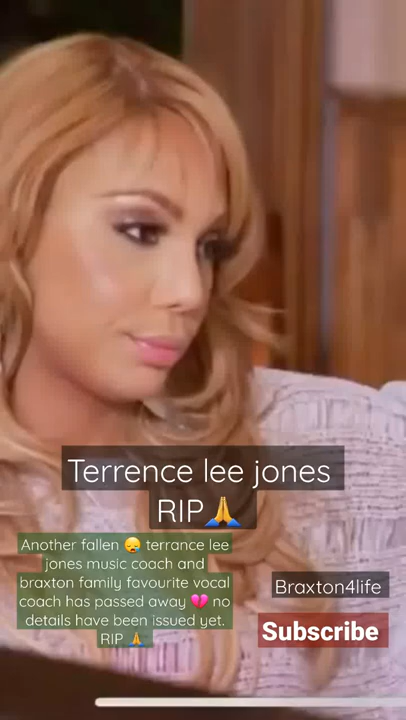 Terrence lee jones
RIP🙏
Another fallen 😪 terrance lee
jones music coach and
braxton family favourite vocal
coach has passed away 💔 no
details have been issued yet.
RIP 🙏
Braxton4life
Subscribe